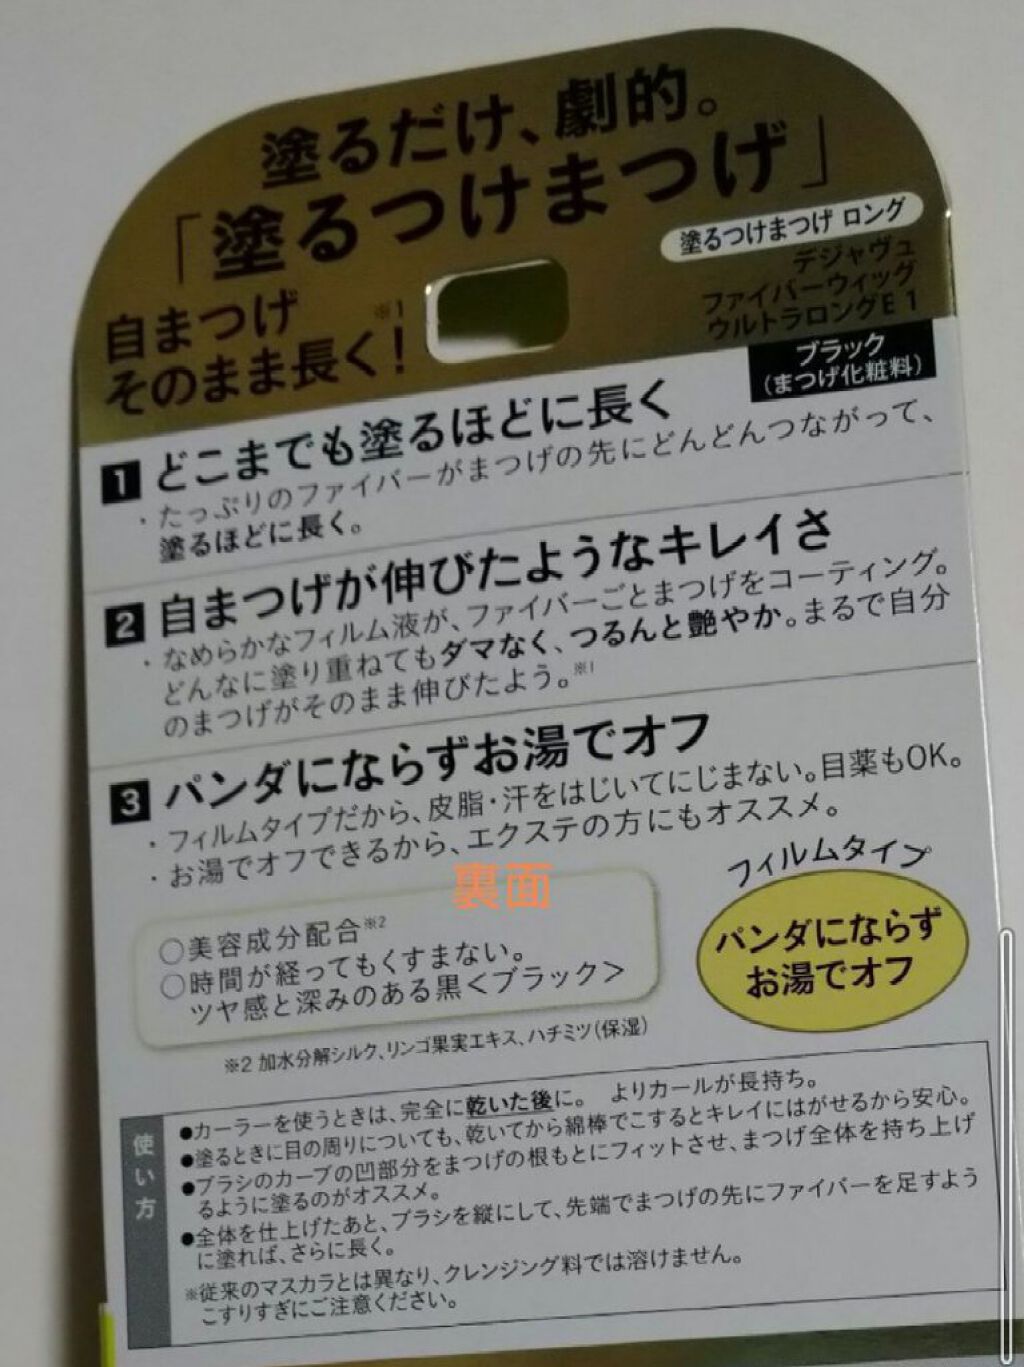 塗るだけ、劇的。
「塗るつけまつげ」
塗るつけまつげ ロング
自まつげ
そのまま長く!※1
デジャヴュ
ファイバーウィッグ
ウルトラロングE 1
ブラック
(まつげ化粧料)
1 どこまでも塗るほどに長く
・たっぷりのファイバーがまつげの先にどんどんつながって、
塗るほどに長く。
2 自まつげが伸びたようなキレイさ
・なめらかなフィルム液が、ファイバーごとまつげをコーティング。
どんなに塗り重ねてもダマなく、つるんと艶やか。まるで自分
のまつげがそのまま伸びたよう。※1
3 パンダにならずお湯でオフ
・フィルムタイプだから、皮脂・汗をはじいてにじまない。目薬もOK。
・お湯でオフできるから、エクステの方にもオススメ。
裏面
フィルムタイプ
パンダにならず
お湯でオフ
○美容成分配合※2
○時間が経ってもくすまない。
ツヤ感と深みのある黒<ブラック>
※2 加水分解シルク、リンゴ果実エキス、ハチミツ(保湿)
使い方
●カーラーを使うときは、完全に乾いた後に。 よりカールが長持ち。
●塗るときに目の周りについても、乾いてから綿棒でこするとキレイにはがせるから安心。
●ブラシのカーブの凹部分をまつげの根もとにフィットさせ、まつげ全体を持ち上げ
るように塗るのがオススメ。
●全体を仕上げたあと、ブラシを縦にして、先端でまつげの先にファイバーを足すよう
に塗れば、さらに長く。
※従来のマスカラとは異なり、クレンジング料では溶けません。
こすりすぎにご注意ください。